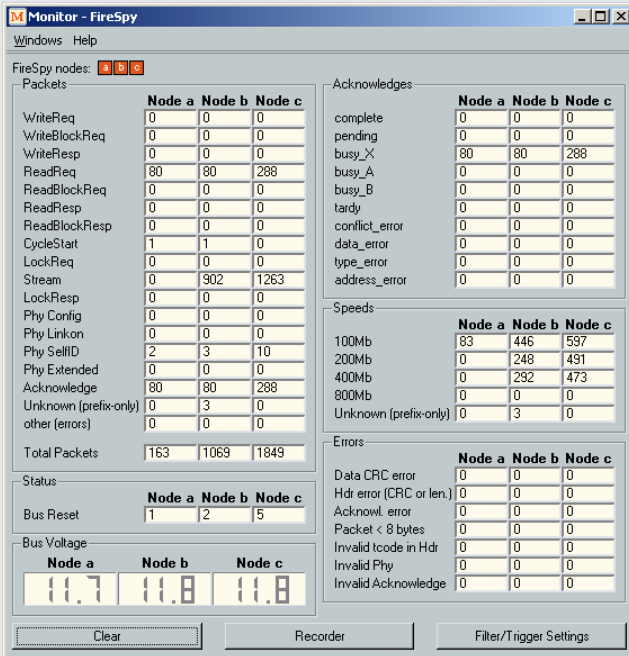 M Monitor - FireSpy
Windows Help
FireSpy nodes: a b c
Packets
Node a Node b Node c
WriteReq 0 0 0
WriteBlockReq 0 0 0
WriteResp 0 0 0
ReadReq 80 80 288
ReadBlockReq 0 0 0
ReadResp 0 0 0
ReadBlockResp 0 0 0
CycleStart 1 1 0
LockReq 0 0 0
Stream 0 902 1263
LockResp 0 0 0
Phy Config 0 0 0
Phy Linkon 0 0 0
Phy SelfID 2 3 10
Phy Extended 0 0 0
Acknowledge 80 80 288
Unknown (prefix-only) 0 3 0
other (errors) 0 0 0
Total Packets 163 1069 1849
Status
Node a Node b Node c
Bus Reset 1 2 5
Bus Voltage
Node a Node b Node c
11.7 11.8 11.8
Acknowledges
Node a Node b Node c
complete 0 0 0
pending 0 0 0
busy_X 80 80 288
busy_A 0 0 0
busy_B 0 0 0
tardy 0 0 0
conflict_error 0 0 0
data_error 0 0 0
type_error 0 0 0
address_error 0 0 0
Speeds
Node a Node b Node c
100Mb 83 446 597
200Mb 0 248 491
400Mb 0 292 473
800Mb 0 0 0
Unknown (prefix-only) 0 3 0
Errors
Node a Node b Node c
Data CRC error 0 0 0
Hdr error (CRC or len.) 0 0 0
Acknowl. error 0 0 0
Packet < 8 bytes 0 0 0
Invalid tcode in Hdr 0 0 0
Invalid Phy 0 0 0
Invalid Acknowledge 0 0 0
Clear Recorder Filter/Trigger Settings